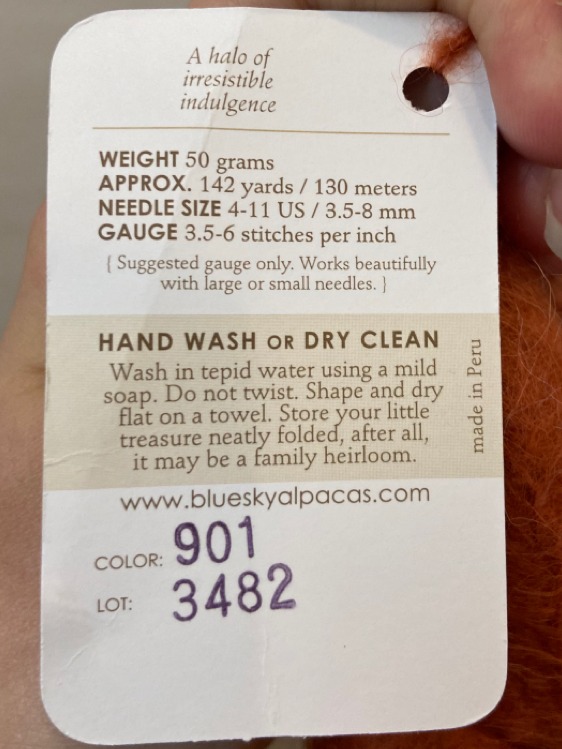 A halo of
irresistible
indulgence
WEIGHT 50 grams
APPROX. 142 yards / 130 meters
NEEDLE SIZE 4-11 US / 3.5-8 mm
GAUGE 3.5-6 stitches per inch
{ Suggested gauge only. Works beautifully
with large or small needles. }
HAND WASH OR DRY CLEAN
Wash in tepid water using a mild
soap. Do not twist. Shape and dry
flat on a towel. Store your little
treasure neatly folded, after all,
it may be a family heirloom.
made in Peru
www.blueskyalpacas.com
COLOR: 901
LOT: 3482